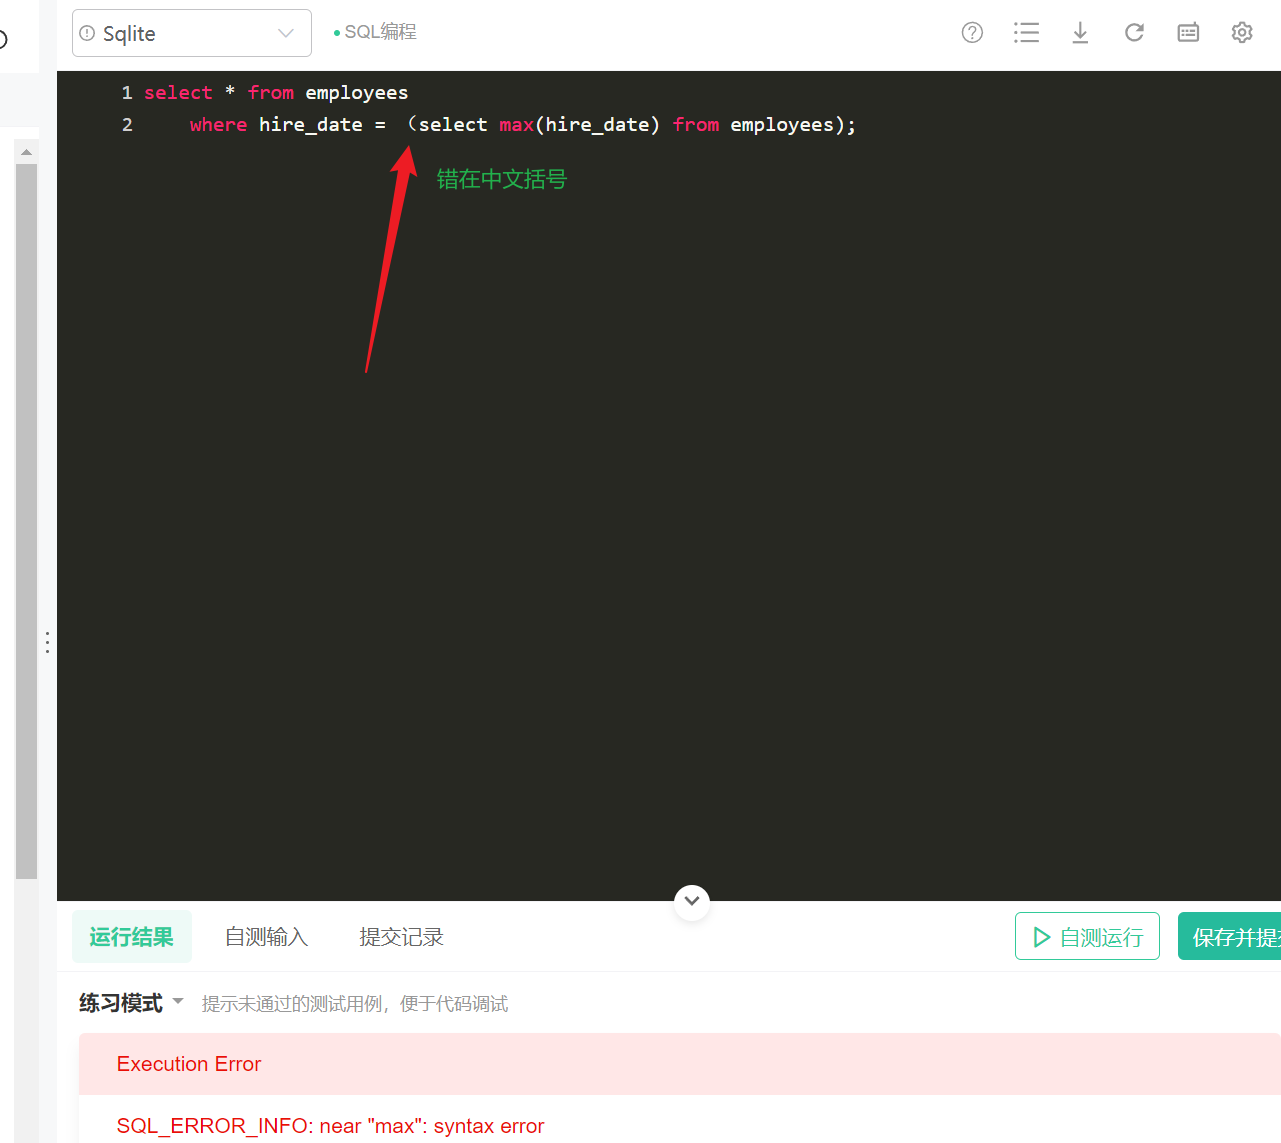 Sqlite
SQL编程
1 select * from employees
2 where hire_date = （select max(hire_date) from employees);
错在中文括号
运行结果 自测输入 提交记录 自测运行 保存并提
练习模式 提示未通过的测试用例，便于代码调试
Execution Error
SQL_ERROR_INFO: near "max": syntax error